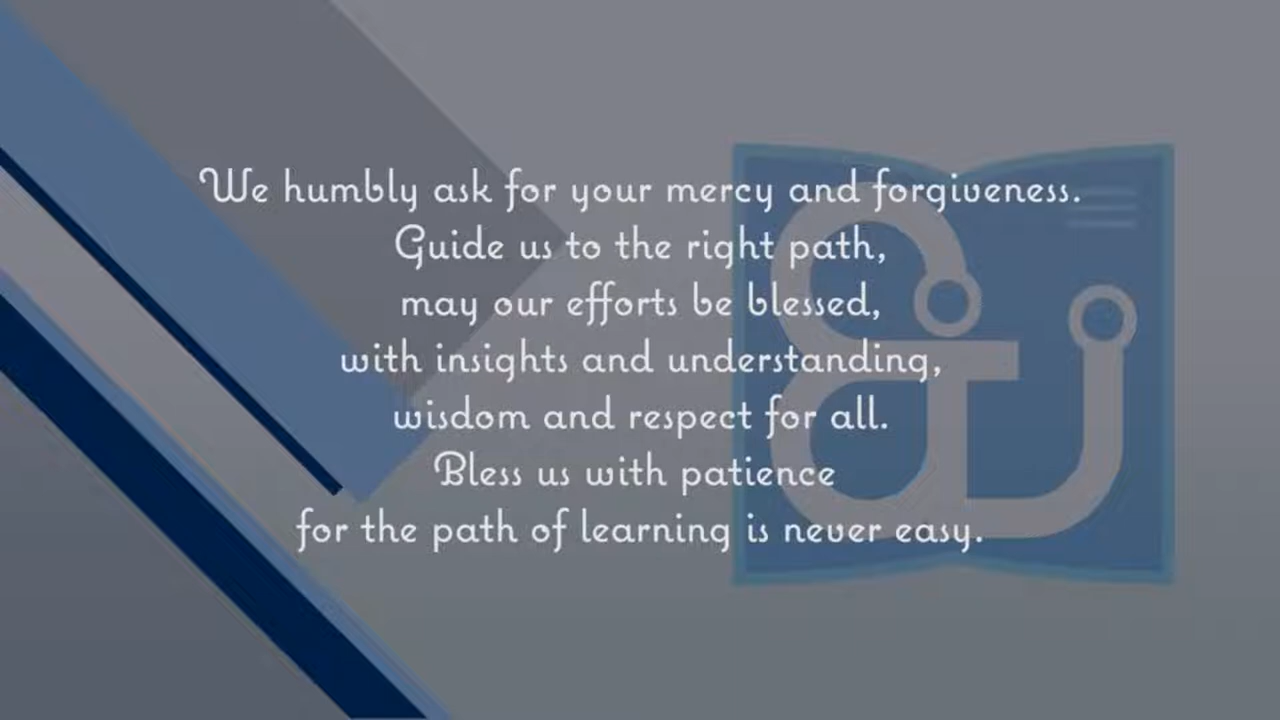 We humbly ask for your mercy and forgiveness.
Guide us to the right path,
may our efforts be blessed,
with insights and understanding,
wisdom and respect for all.
Bless us with patience
for the path of learning is never easy.